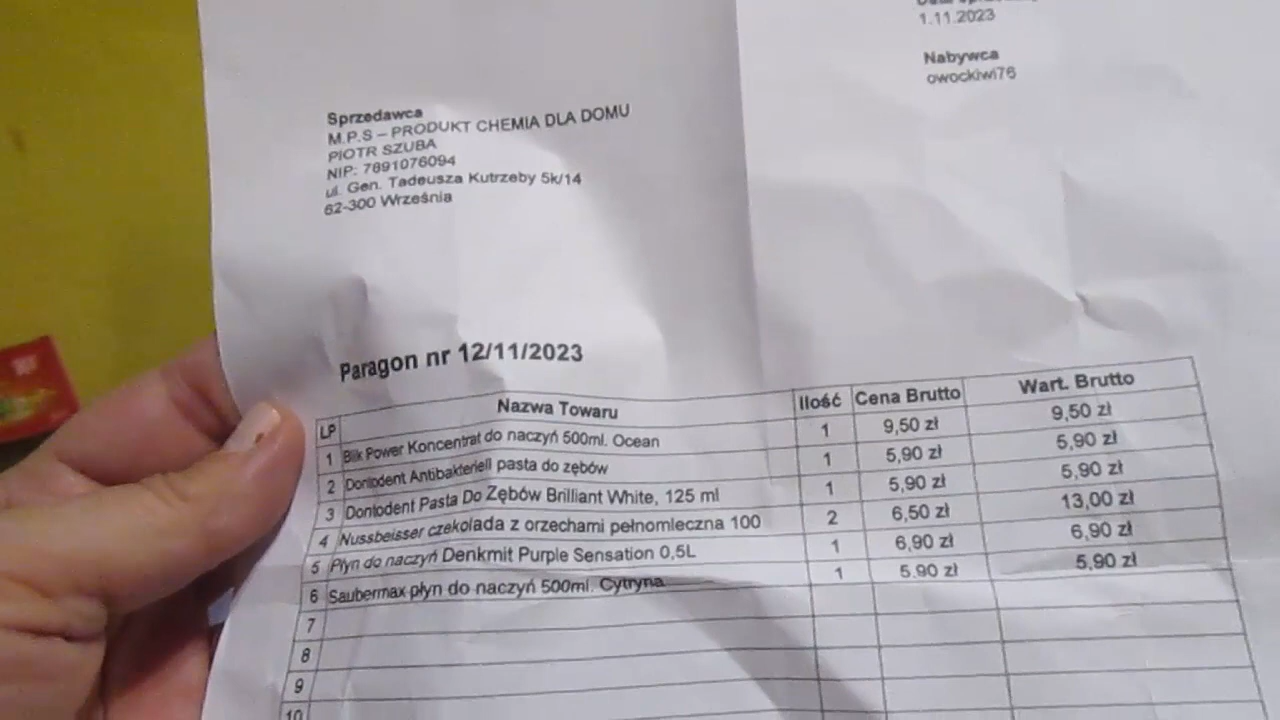 1.11.2023
Nabywca
owockiwi76
Sprzedawca
M.P.S – PRODUKT CHEMIA DLA DOMU
PIOTR SZUBA
NIP: 7891076094
ul. Gen. Tadeusza Kutrzeby 5k/14
62-300 Września
Paragon nr 12/11/2023
LP Nazwa Towaru Ilość Cena Brutto Wart. Brutto
1 Blik Power Koncentrat do naczyń 500ml. Ocean 1 9,50 zł 9,50 zł
2 Dontodent Antibakteriell pasta do zębów 1 5,90 zł 5,90 zł
3 Dontodent Pasta Do Zębów Brilliant White, 125 ml 1 5,90 zł 5,90 zł
4 Nussbeisser czekolada z orzechami pełnomleczna 100 2 6,50 zł 13,00 zł
5 Płyn do naczyń Denkmit Purple Sensation 0,5L 1 6,90 zł 6,90 zł
6 Saubermax płyn do naczyń 500ml. Cytryna 1 5,90 zł 5,90 zł
7
8
9
10